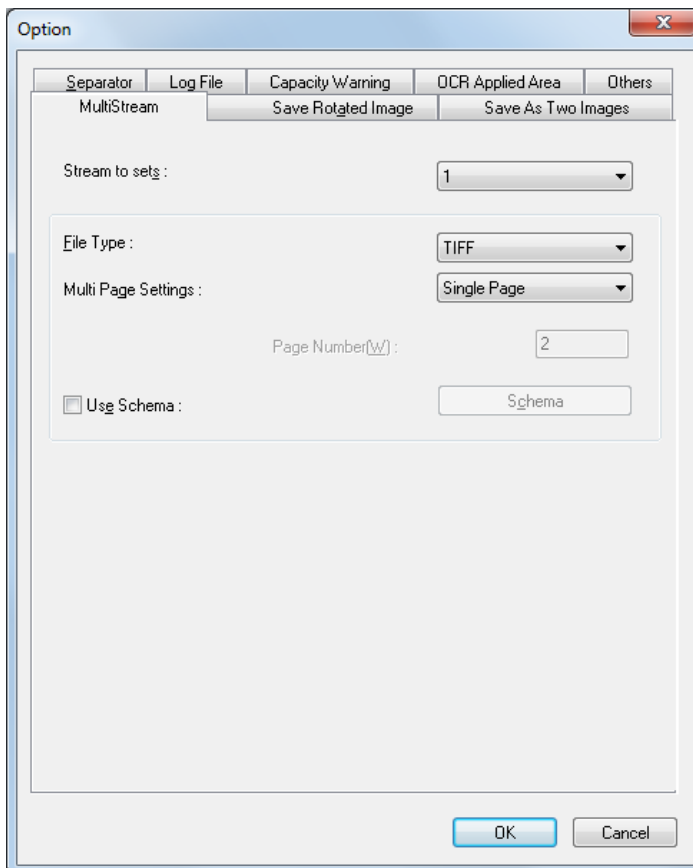 Option
Separator Log File Capacity Warning OCR Applied Area Others
MultiStream Save Rotated Image Save As Two Images
Stream to sets : 1
File Type : TIFF
Multi Page Settings : Single Page
Page Number(W) : 2
Use Schema : Schema
OK Cancel